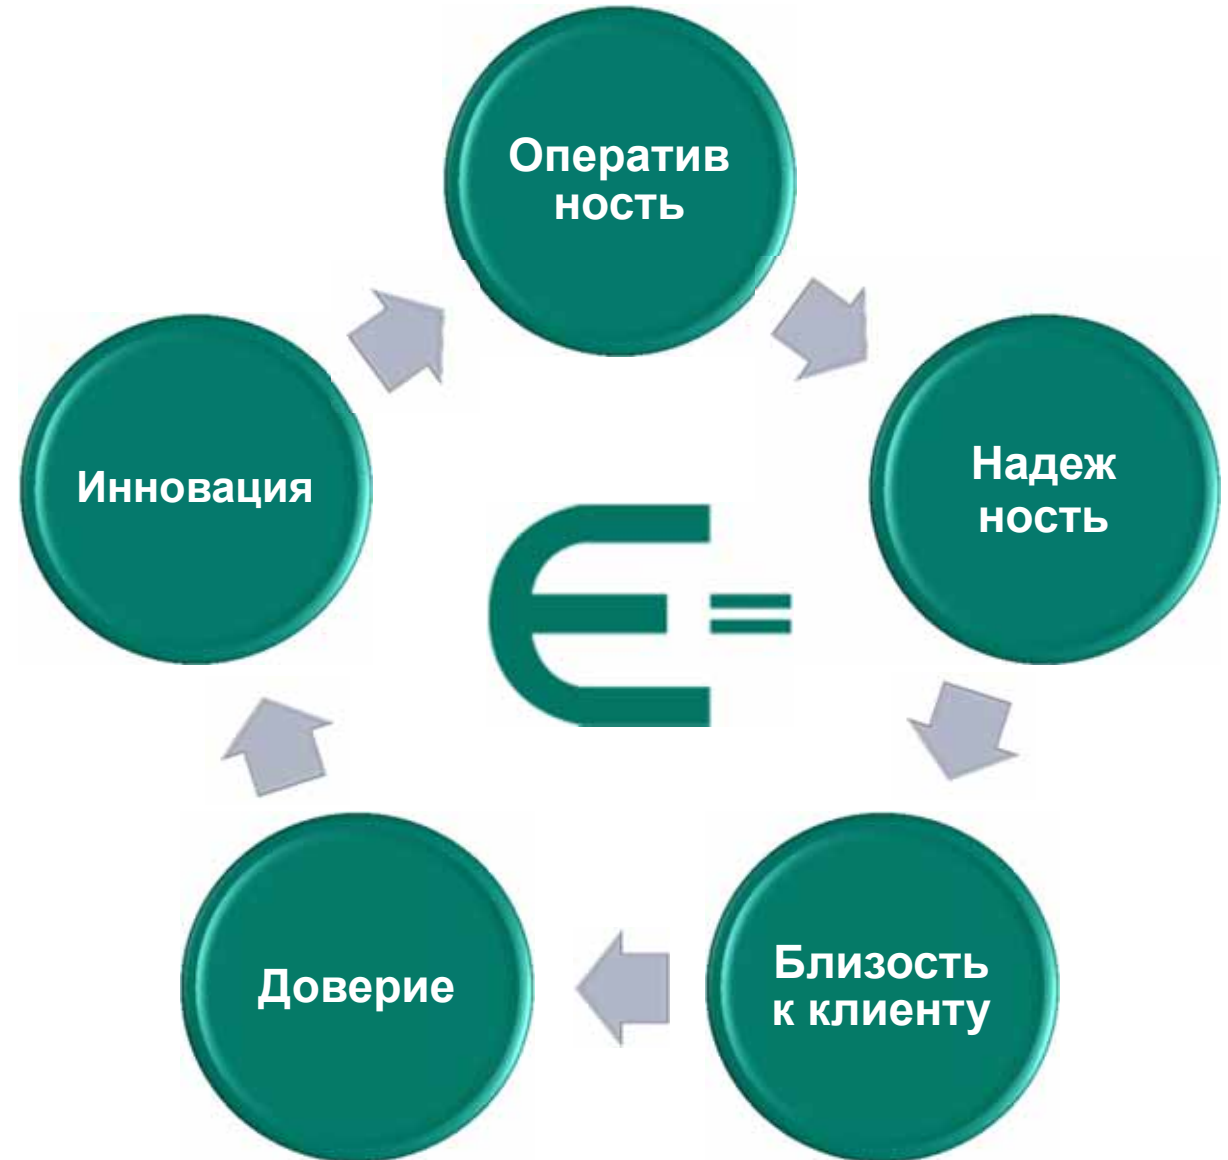 Оператив
ность
Надеж
ность
Близость
к клиенту
Доверие
Инновация
E=